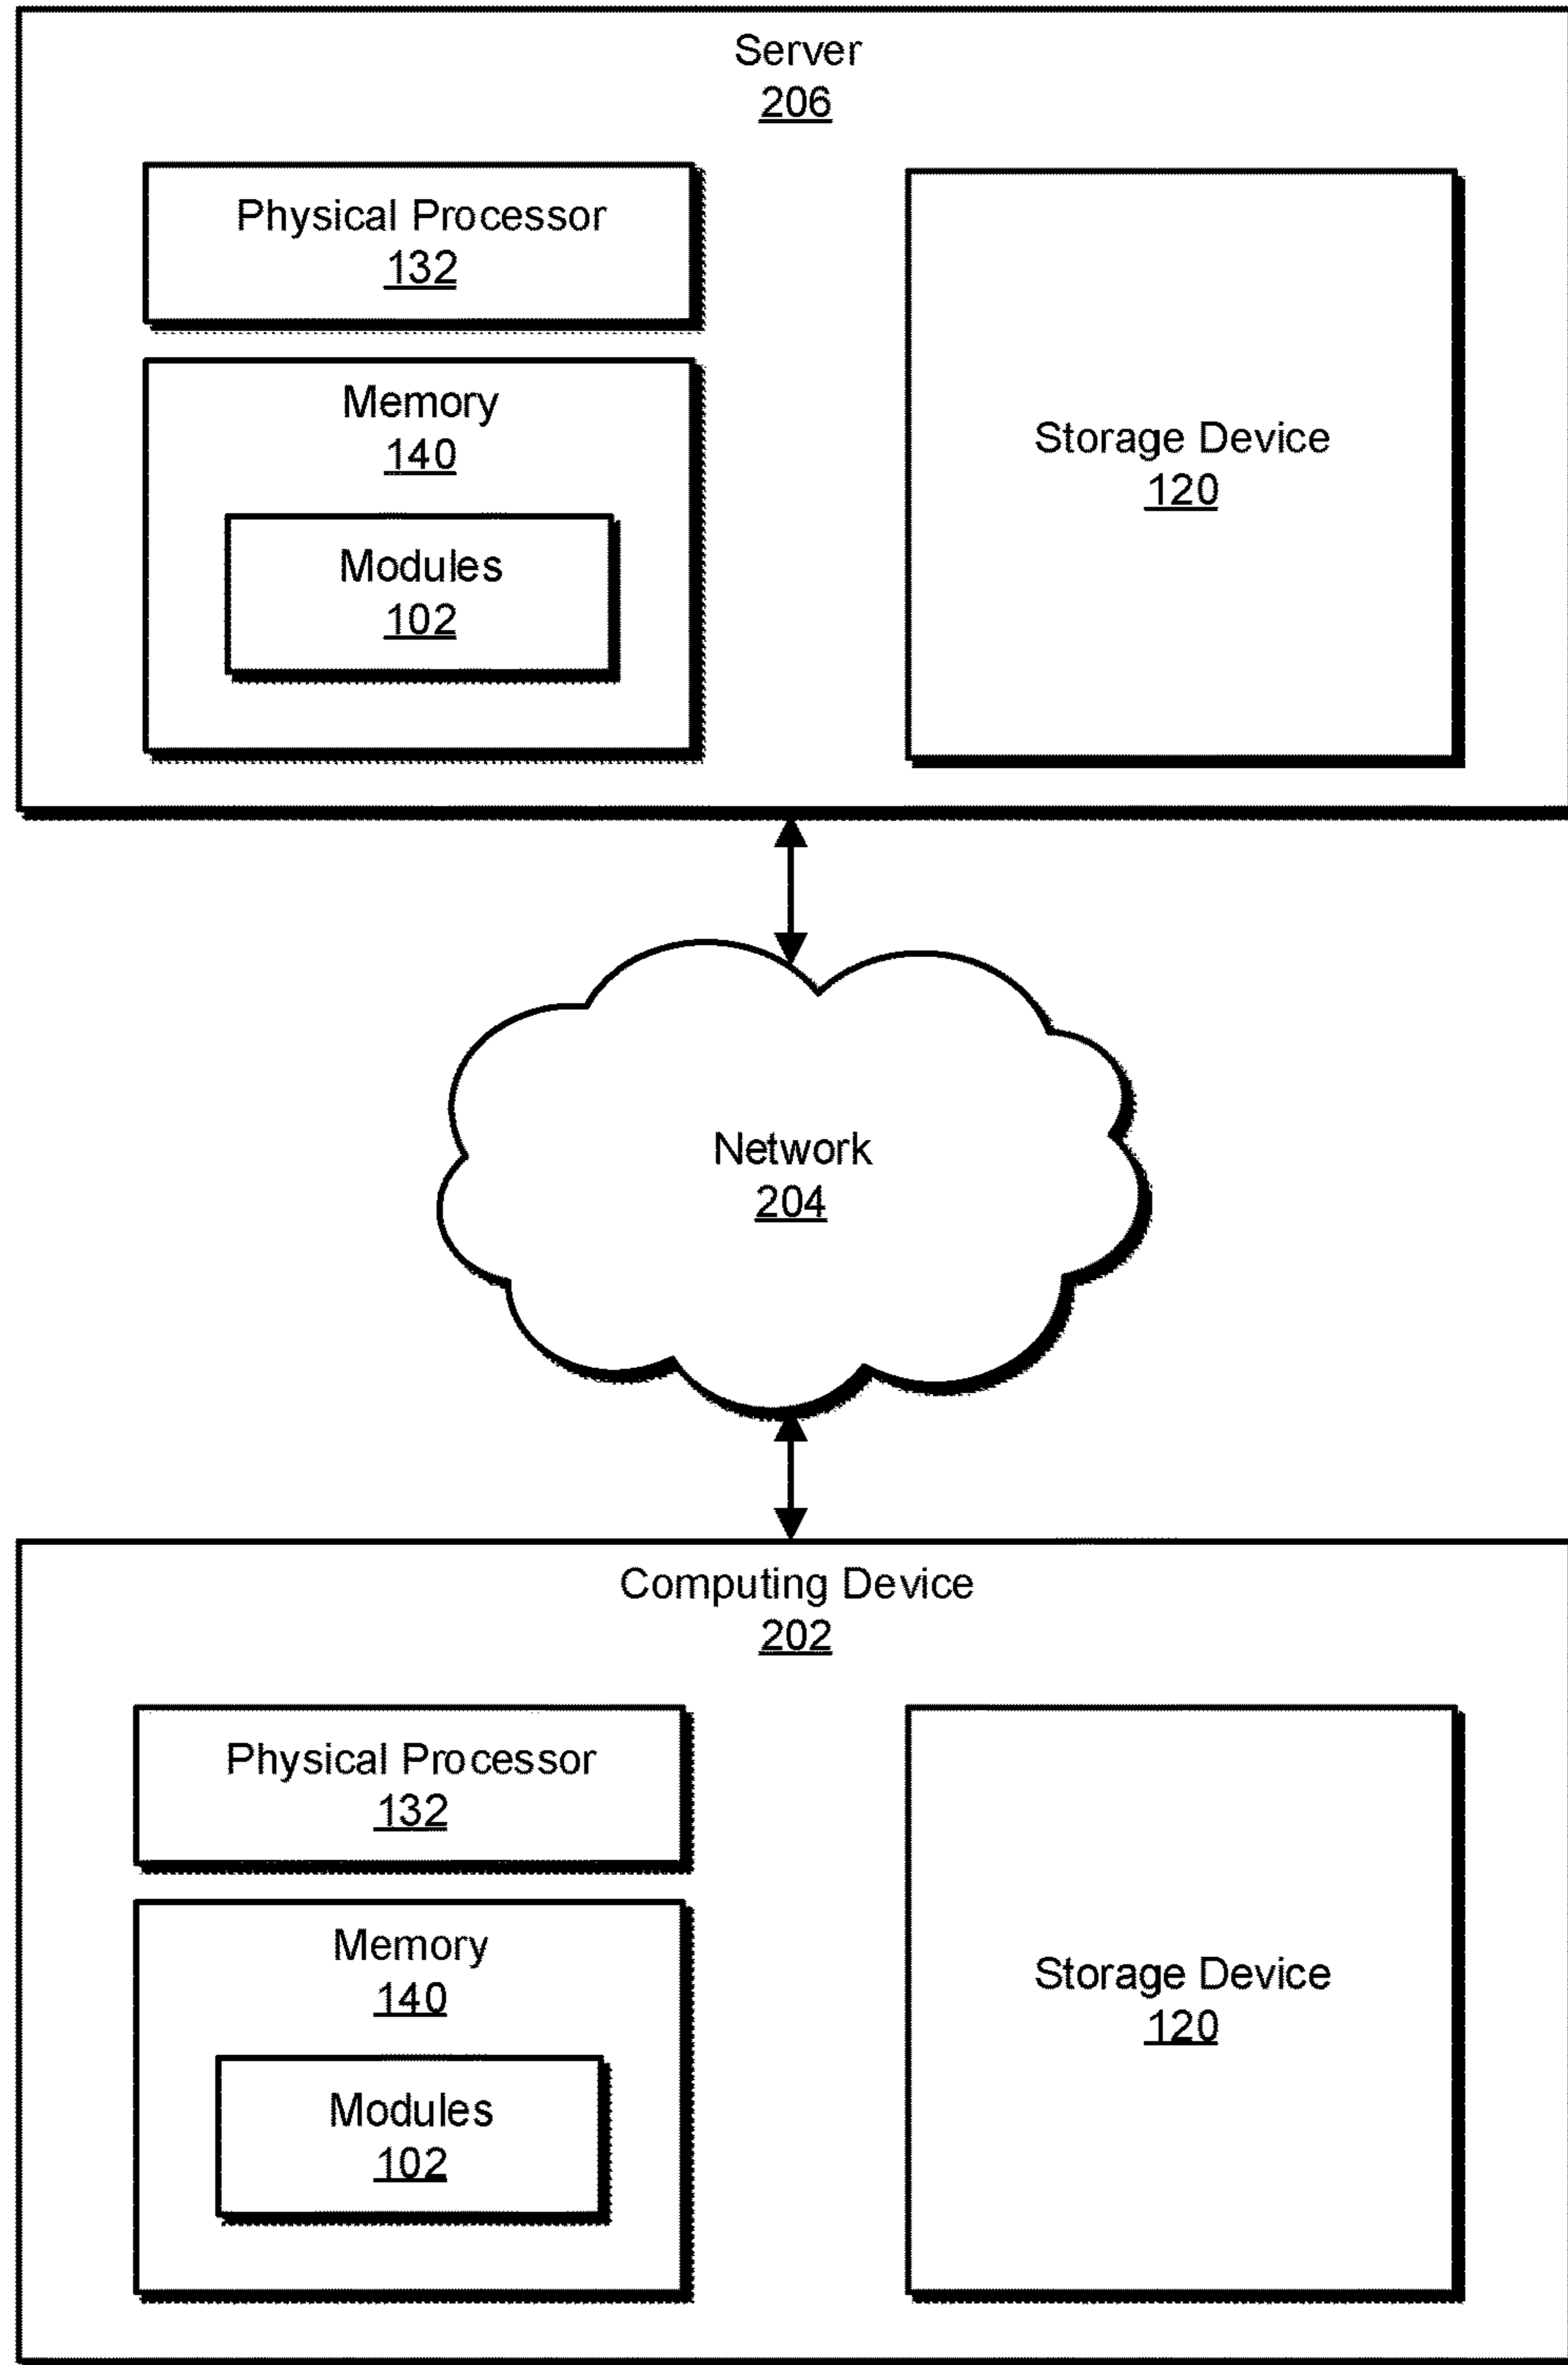 Server
206
Physical Processor
132
Memory
140
Modules
102
Storage Device
120
Network
204
Computing Device
202
Physical Processor
132
Memory
140
Modules
102
Storage Device
120